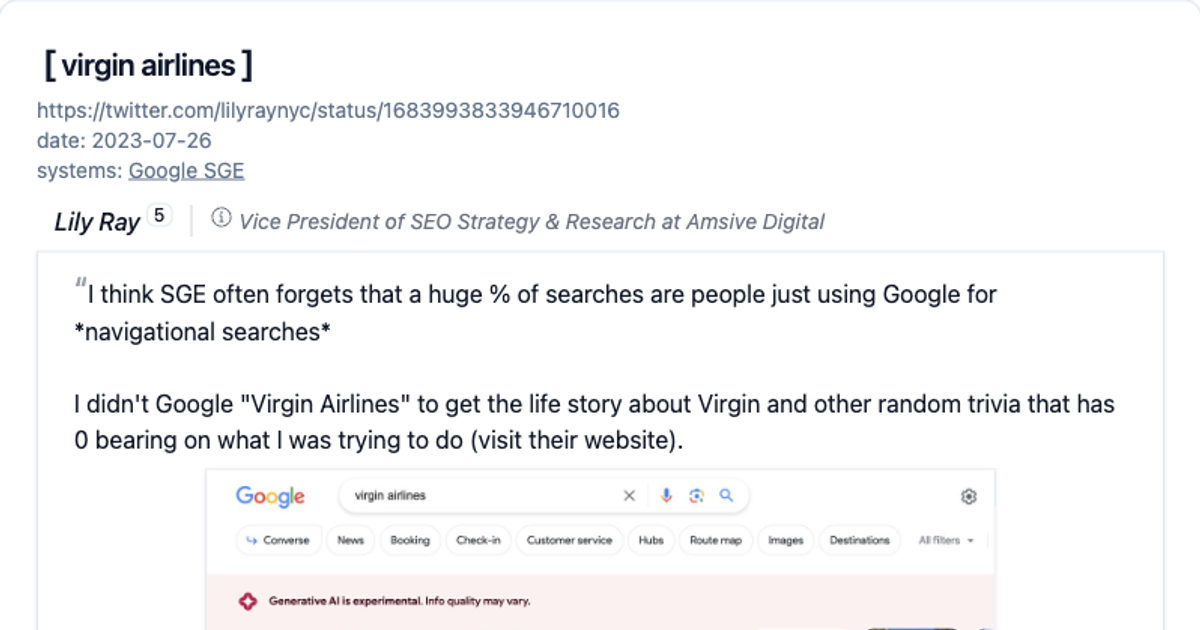 [ virgin airlines ]
https://twitter.com/lilyraynyc/status/1683993833946710016
date: 2023-07-26
systems: Google SGE
Lily Ray 5 Vice President of SEO Strategy & Research at Amsive Digital
“I think SGE often forgets that a huge % of searches are people just using Google for
*navigational searches*
I didn't Google "Virgin Airlines" to get the life story about Virgin and other random trivia that has
0 bearing on what I was trying to do (visit their website).
Google virgin airlines
Converse News Booking Check-in Customer service Hubs Route map Images Destinations All filters
Generative AI is experimental. Info quality may vary.